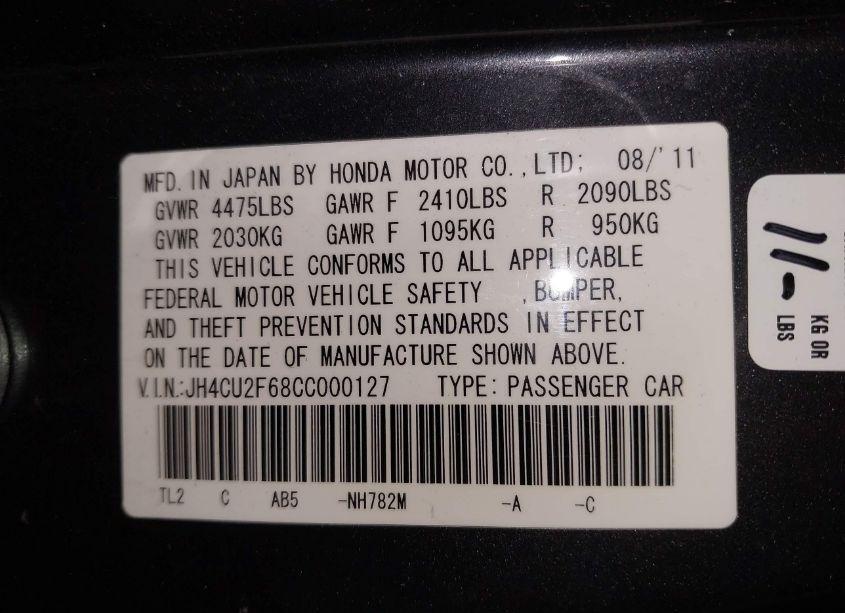 MFD. IN JAPAN BY HONDA MOTOR CO., LTD; 08/'11
GVWR 4475LBS GAWR F 2410LBS R 2090LBS
GVWR 2030KG GAWR F 1095KG R 950KG
THIS VEHICLE CONFORMS TO ALL APPLICABLE
FEDERAL MOTOR VEHICLE SAFETY , BUMPER,
AND THEFT PREVENTION STANDARDS IN EFFECT
ON THE DATE OF MANUFACTURE SHOWN ABOVE.
V.I.N.:JH4CU2F68CC000127 TYPE: PASSENGER CAR
TL2 C AB5 -NH782M -A -C
KG OR
LBS